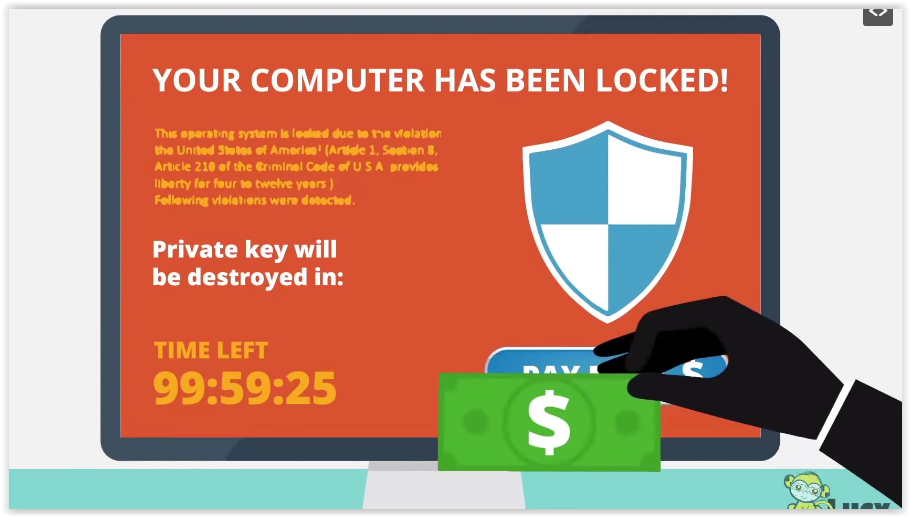 YOUR COMPUTER HAS BEEN LOCKED!
This operating system is locked due to the violation
the United States of America! (Article 1, Section 8,
Article 210 of the Criminal Code of U S A provides
liberty for four to twelve years )
Following violations were detected.
Private key will
be destroyed in:
TIME LEFT
99:59:25
PAY $
$
Lucy